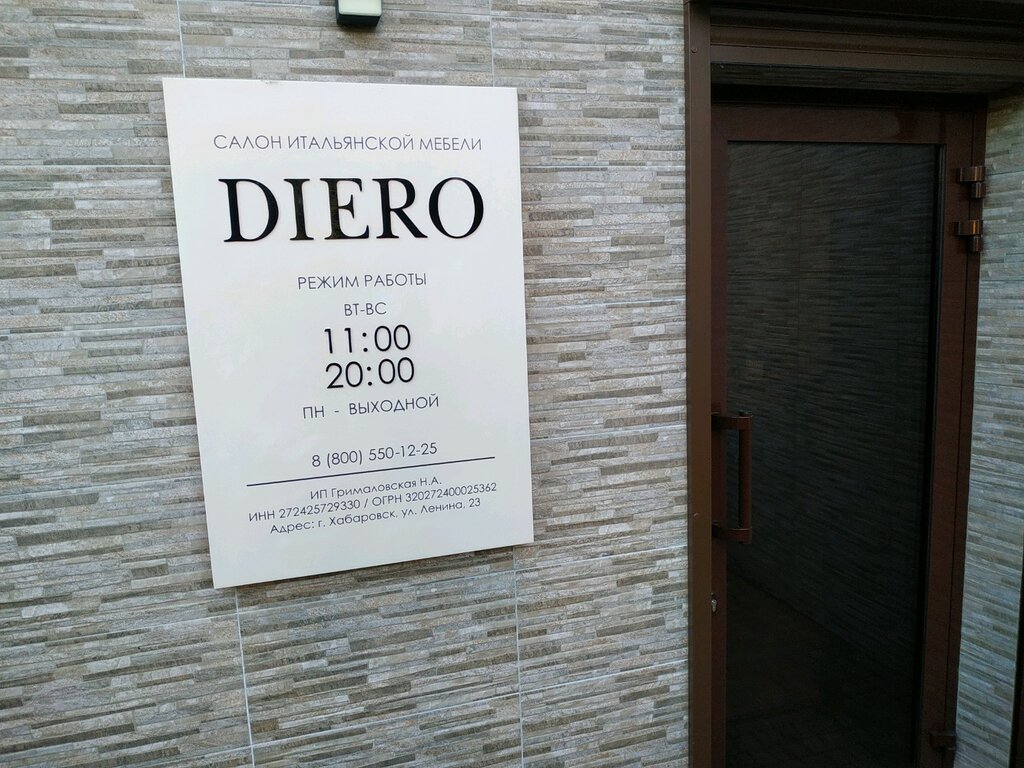 САЛОН ИТАЛЬЯНСКОЙ МЕБЕЛИ
DIERO
РЕЖИМ РАБОТЫ
ВТ-ВС
11:00
20:00
ПН - ВЫХОДНОЙ
8 (800) 550-12-25
ИП Грималовская Н.А.
ИНН 272425729330 / ОГРН 320272400025362
Адрес: г. Хабаровск, ул. Ленина, 23